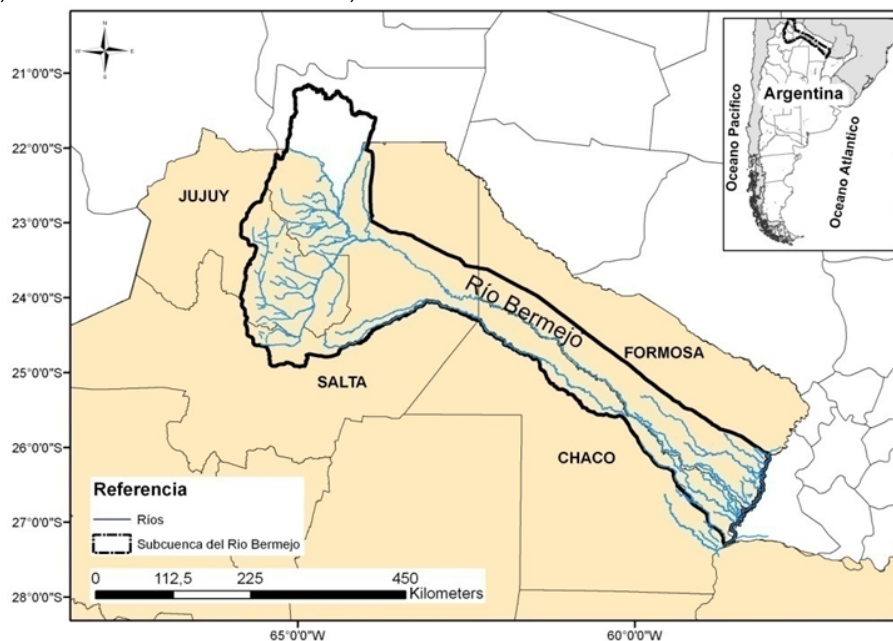 N
W
E
S
21°0'0"S
22°0'0"S
23°0'0"S
24°0'0"S
25°0'0"S
26°0'0"S
27°0'0"S
28°0'0"S
65°0'0"W
60°0'0"W
JUJUY
SALTA
Río Bermejo
FORMOSA
CHACO
Oceano Pacifico
Argentina
Oceano Atlantico
Referencia
Ríos
Subcuenca del Rio Bermejo
0 112,5 225 450
Kilometers